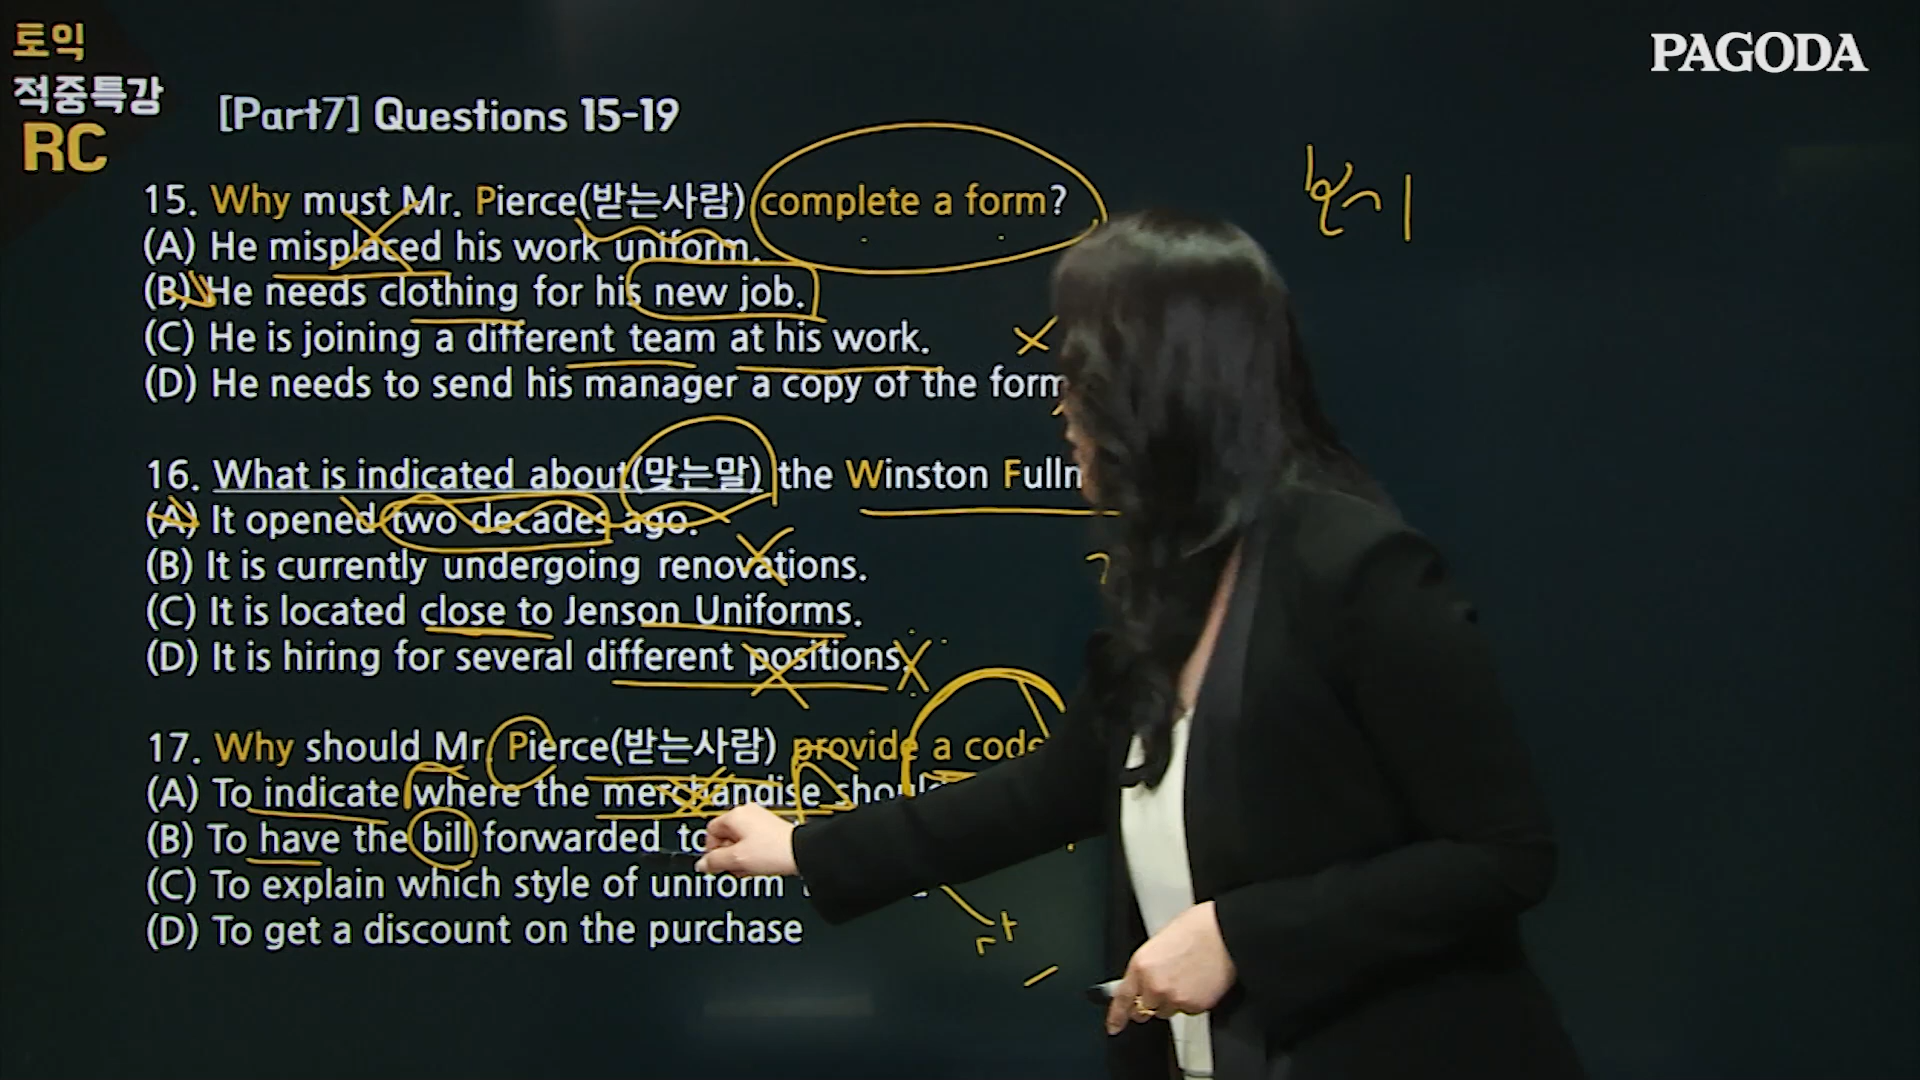 토익
적중특강
RC
PAGODA
[Part7] Questions 15-19
15. Why must Mr. Pierce(받는사람) complete a form?
(A) He misplaced his work uniform.
(B) He needs clothing for his new job.
(C) He is joining a different team at his work.
(D) He needs to send his manager a copy of the form
16. What is indicated about(맞는말) the Winston
(A) It opened two decades ago.
(B) It is currently undergoing renovations.
(C) It is located close to Jenson Uniforms.
(D) It is hiring for several different positions.
17. Why should Mr. Pierce(받는사람) provide a code
(A) To indicate where the merchandise should
(B) To have the bill forwarded to
(C) To explain which style of uniform
(D) To get a discount on the purchase